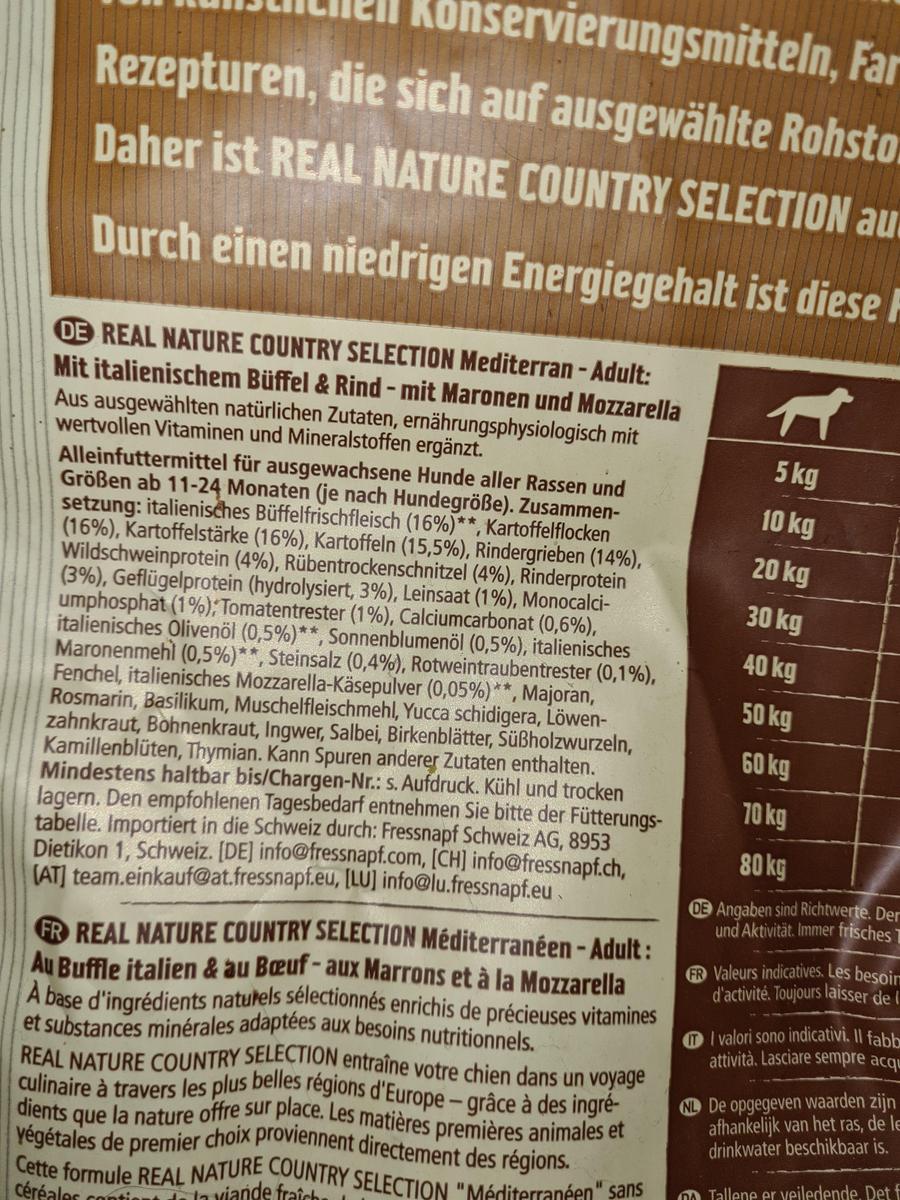 künstlichen Konservierungsmitteln,
Rezepturen, die sich auf ausgewählte
Daher ist REAL NATURE COUNTRY SELECTION
Durch einen niedrigen Energiegehalt ist diese
DE REAL NATURE COUNTRY SELECTION Mediterran - Adult:
Mit italienischem Büffel & Rind - mit Maronen und Mozzarella
Aus ausgewählten natürlichen Zutaten, ernährungsphysiologisch mit
wertvollen Vitaminen und Mineralstoffen ergänzt.
Alleinfuttermittel für ausgewachsene Hunde aller Rassen und
Größen ab 11-24 Monaten (je nach Hundegröße). Zusammen-
setzung: italienisches Büffelfrischfleisch (16%)**, Kartoffelflocken
(16%), Kartoffelstärke (16%), Kartoffeln (15,5%), Rindergrieben (14%),
Wildschweinprotein (4%), Rübentrockenschnitzel (4%), Rinderprotein
(3%), Geflügelprotein (hydrolysiert, 3%), Leinsaat (1%), Monocalci-
umphosphat (1%), Tomatentrester (1%), Calciumcarbonat (0,6%),
italienisches Olivenöl (0,5%)**, Sonnenblumenöl (0,5%), italienisches
Maronenmehl (0,5%)**, Steinsalz (0,4%), Rotweintraubentrester (0,1%),
Fenchel, italienisches Mozzarella-Käsepulver (0,05%)**, Majoran,
Rosmarin, Basilikum, Muschelfleischmehl, Yucca schidigera, Löwen-
zahnkraut, Bohnenkraut, Ingwer, Salbei, Birkenblätter, Süßholzwurzeln,
Kamillenblüten, Thymian. Kann Spuren anderer Zutaten enthalten.
Mindestens haltbar bis/Chargen-Nr.: s. Aufdruck. Kühl und trocken
lagern. Den empfohlenen Tagesbedarf entnehmen Sie bitte der Fütterungs-
tabelle. Importiert in die Schweiz durch: Fressnapf Schweiz AG, 8953
Dietikon 1, Schweiz. [DE] info@fressnapf.com, [CH] info@fressnapf.ch,
[AT] team.einkauf@at.fressnapf.eu, [LU] info@lu.fressnapf.eu
FR REAL NATURE COUNTRY SELECTION Méditerranéen - Adult :
Au Buffle italien & au Bœuf - aux Marrons et à la Mozzarella
À base d'ingrédients naturels sélectionnés enrichis de précieuses vitamines
et substances minérales adaptées aux besoins nutritionnels.
REAL NATURE COUNTRY SELECTION entraîne votre chien dans un voyage
culinaire à travers les plus belles régions d'Europe – grâce à des ingré-
dients que la nature offre sur place. Les matières premières animales et
végétales de premier choix proviennent directement des régions.
Cette formule REAL NATURE COUNTRY SELECTION "Méditerranéen" sans
céréales contient de la viande fraîche
5 kg
10 kg
20 kg
30 kg
40 kg
50 kg
60 kg
70 kg
80 kg
DE Angaben sind Richtwerte. Der
und Aktivität. Immer frisches
FR Valeurs indicatives. Les besoin
d'activité. Toujours laisser de
IT I valori sono indicativi. Il
attività. Lasciare sempre
NL De opgegeven waarden zijn
afhankelijk van het ras, de
drinkwater beschikbaar is.
DA Tallene er vejledende. Det